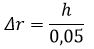 Δr = h / 0,05